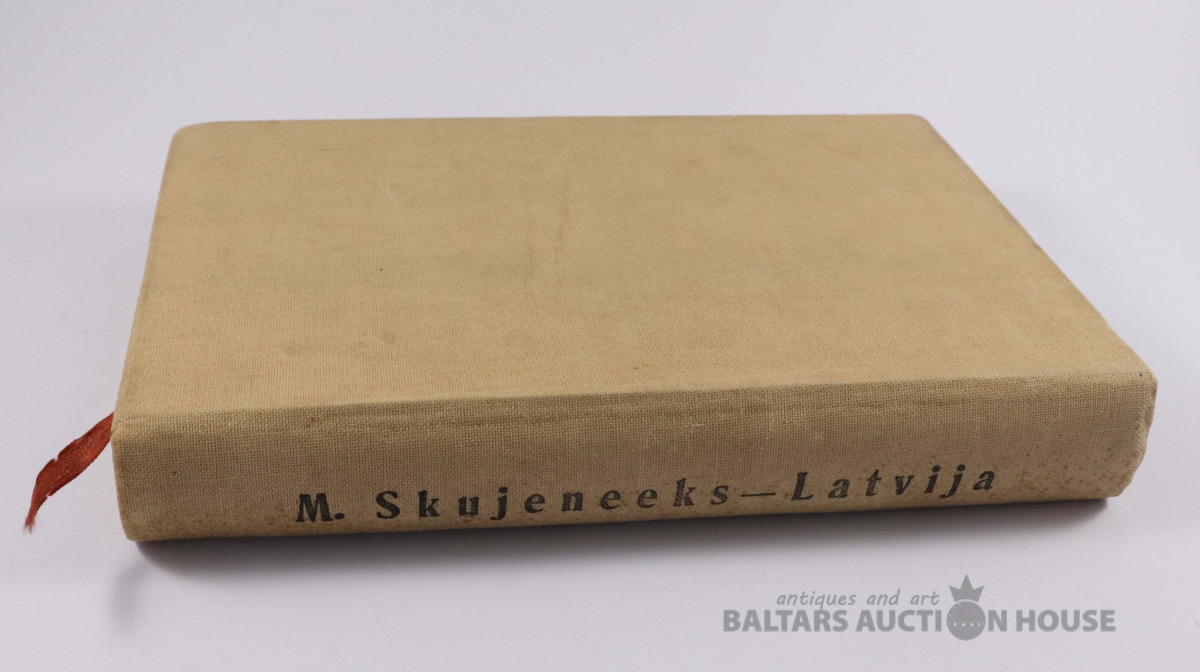 M. Skujeneeks—Latvija
antiques and art
BALTARS AUCTION HOUSE